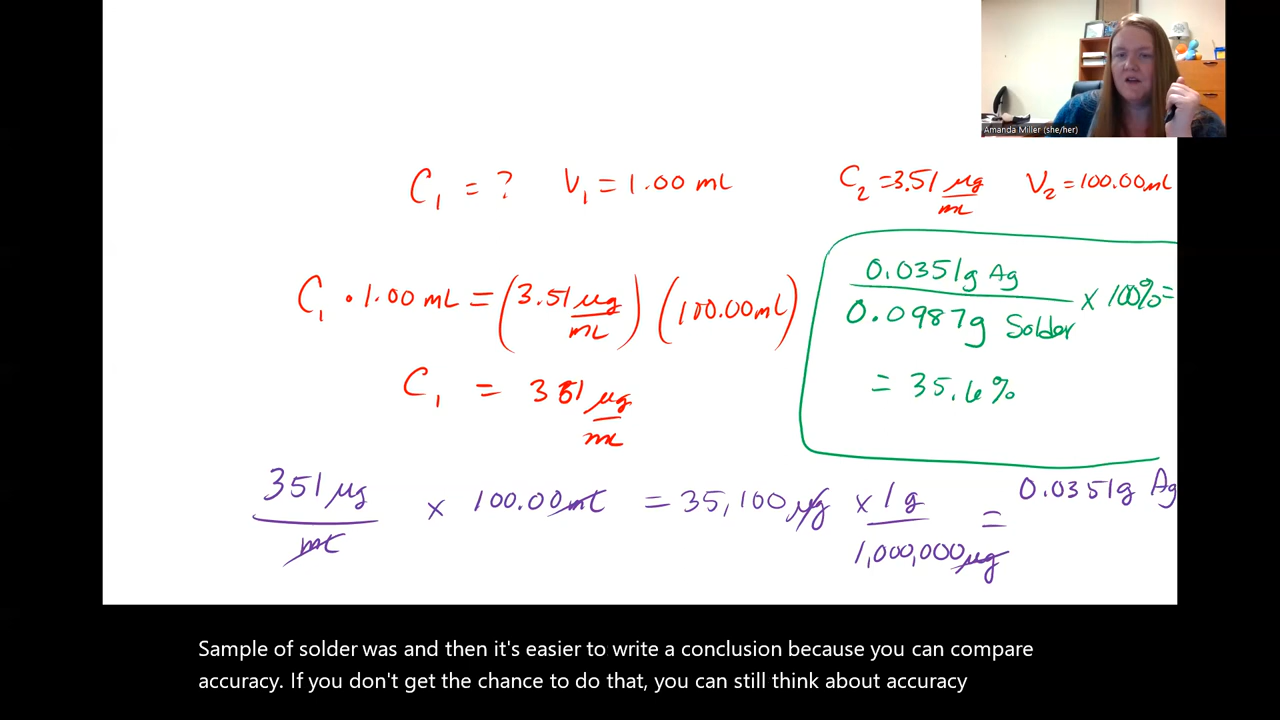 Amanda Miller (she/her)
C₁ = ? V₁ = 1.00 mL C₂ = 3.51 µg/mL V₂ = 100.00 mL
C₁ • 1.00 mL = (3.51 µg/mL) (100.00 mL)
C₁ = 351 µg/mL
0.0351g Ag
0.0987g Solder × 100% =
= 35.6%
351 µg/mL × 100.00 mL = 35,100 µg × 1 g/1,000,000 µg = 0.0351g Ag
Sample of solder was and then it's easier to write a conclusion because you can compare
accuracy. If you don't get the chance to do that, you can still think about accuracy